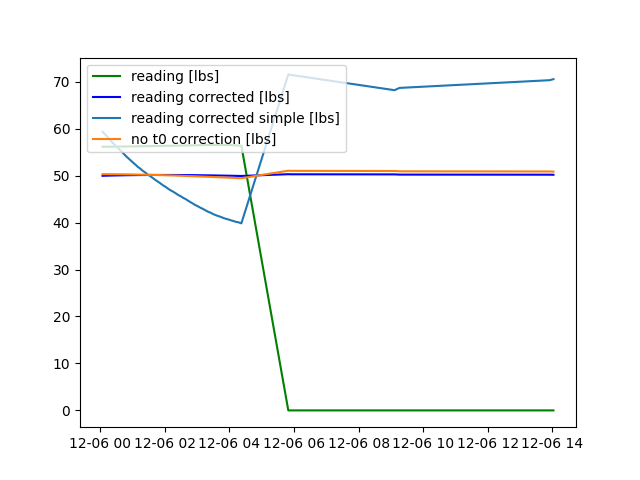 reading [lbs]
reading corrected [lbs]
reading corrected simple [lbs]
no t0 correction [lbs]
70
60
50
40
30
20
10
0
12-06 00 12-06 02 12-06 04 12-06 06 12-06 08 12-06 10 12-06 12 12-06 14